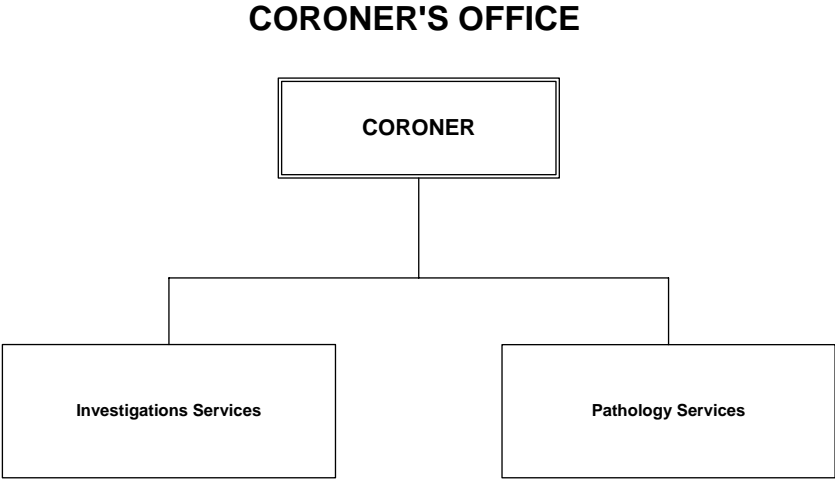 CORONER'S OFFICE
CORONER
Investigations Services
Pathology Services